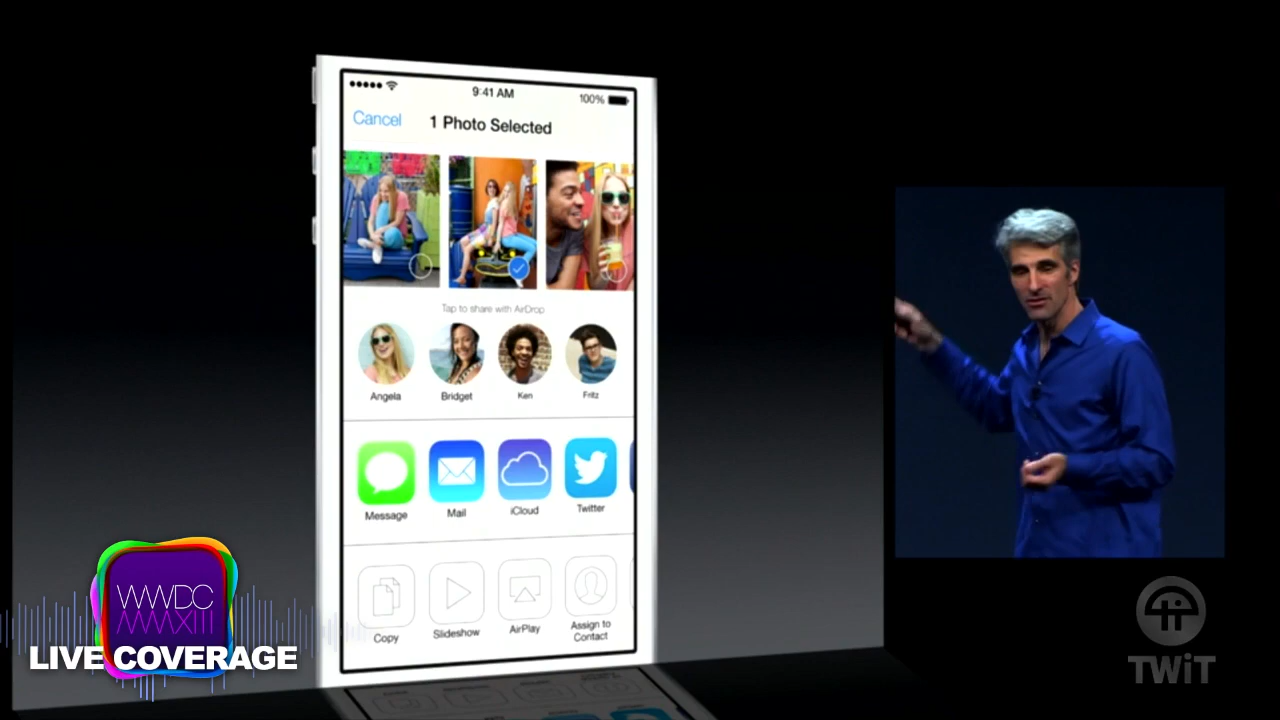 9:41 AM
100%
Cancel
1 Photo Selected
Tap to share with AirDrop
Angela
Bridget
Ken
Fritz
Message
Mail
iCloud
Twitter
Copy
Slideshow
AirPlay
Assign to
Contact
WWDC
MMXIII
LIVE COVERAGE
TWiT